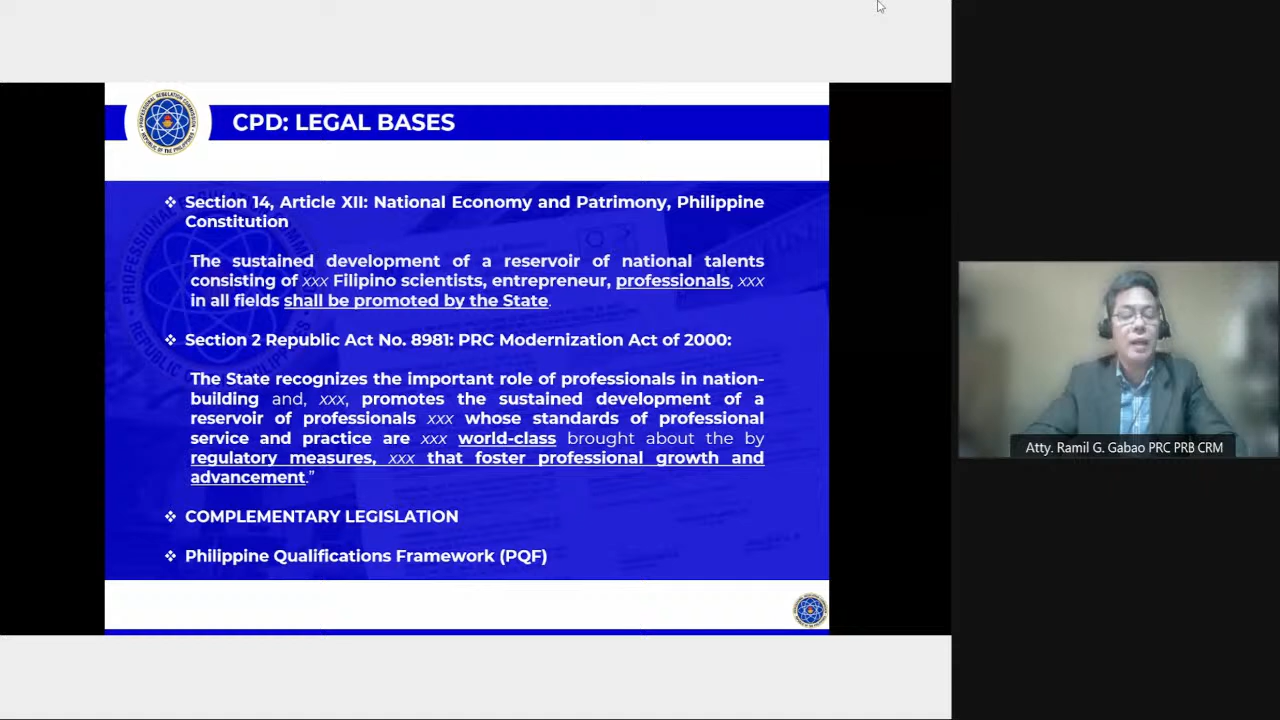 CPD: LEGAL BASES
❖ Section 14, Article XII: National Economy and Patrimony, Philippine
Constitution
The sustained development of a reservoir of national talents
consisting of xxx Filipino scientists, entrepreneur, professionals, xxx
in all fields shall be promoted by the State.
❖ Section 2 Republic Act No. 8981: PRC Modernization Act of 2000:
The State recognizes the important role of professionals in nation-
building and, xxx, promotes the sustained development of a
reservoir of professionals xxx whose standards of professional
service and practice are xxx world-class brought about the by
regulatory measures, xxx that foster professional growth and
advancement.”
❖ COMPLEMENTARY LEGISLATION
❖ Philippine Qualifications Framework (PQF)
Atty. Ramil G. Gabao PRC PRB CRM